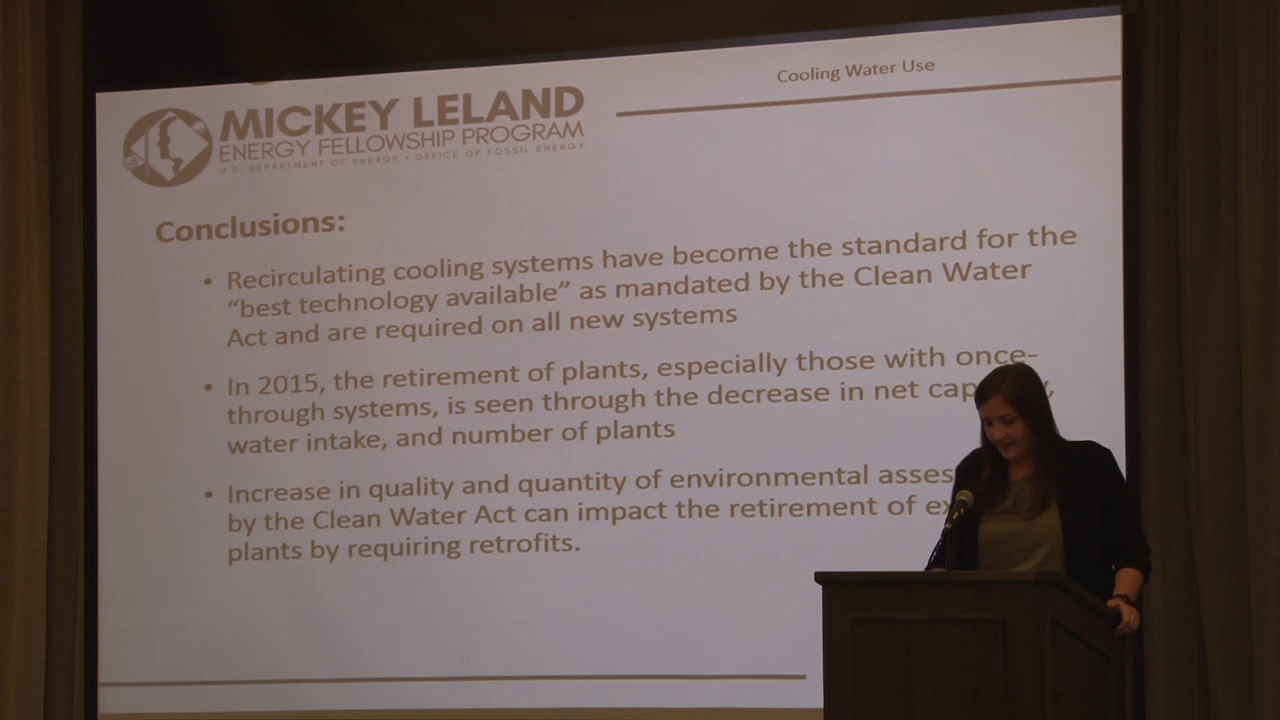 Cooling Water Use
MICKEY LELAND
ENERGY FELLOWSHIP PROGRAM
U.S. DEPARTMENT OF ENERGY • OFFICE OF FOSSIL ENERGY
Conclusions:
• Recirculating cooling systems have become the standard for the
“best technology available” as mandated by the Clean Water
Act and are required on all new systems
• In 2015, the retirement of plants, especially those with once-
through systems, is seen through the decrease in net
water intake, and number of plants
• Increase in quality and quantity of environmental
by the Clean Water Act can impact the retirement of
plants by requiring retrofits.